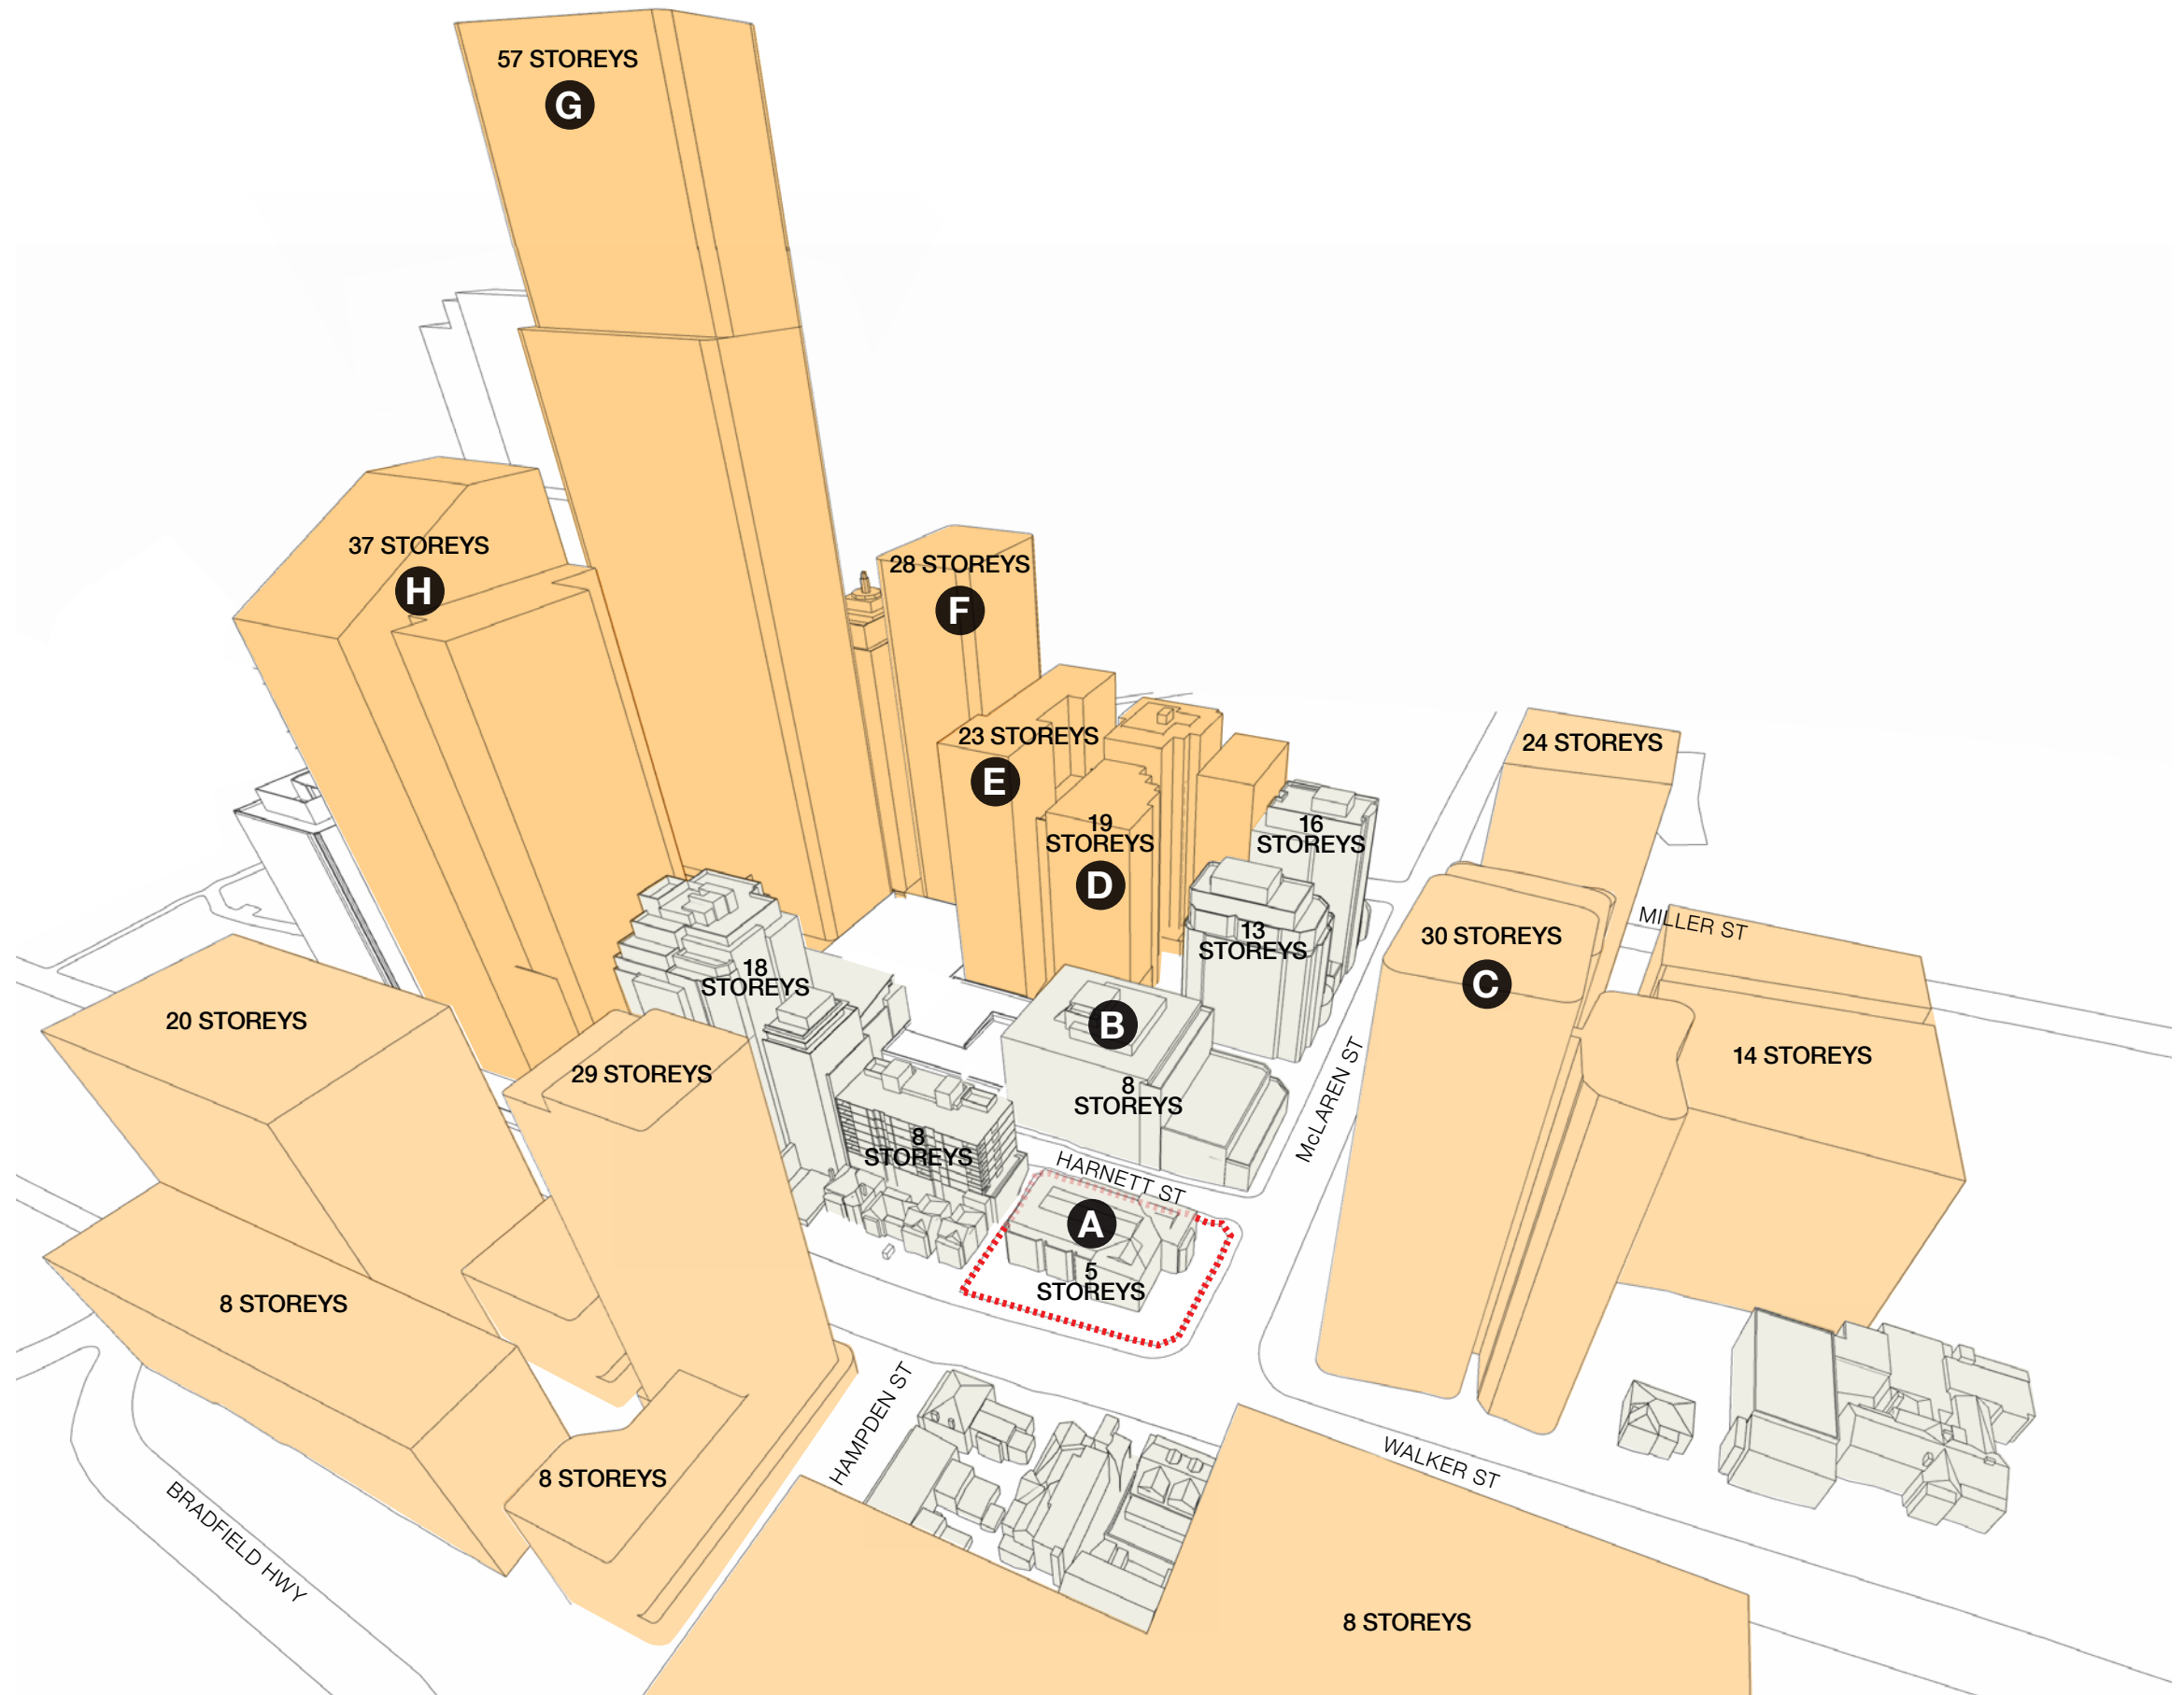 57 STOREYS
G
37 STOREYS
H
28 STOREYS
F
23 STOREYS
E
19
STOREYS
D
16
STOREYS
24 STOREYS
13
STOREYS
30 STOREYS
C
MILLER ST
14 STOREYS
18
STOREYS
20 STOREYS
29 STOREYS
B
8
STOREYS
McLAREN ST
8
STOREYS
HARNETT ST
A
5
STOREYS
8 STOREYS
8 STOREYS
HAMPDEN ST
WALKER ST
BRADFIELD HWY
8 STOREYS